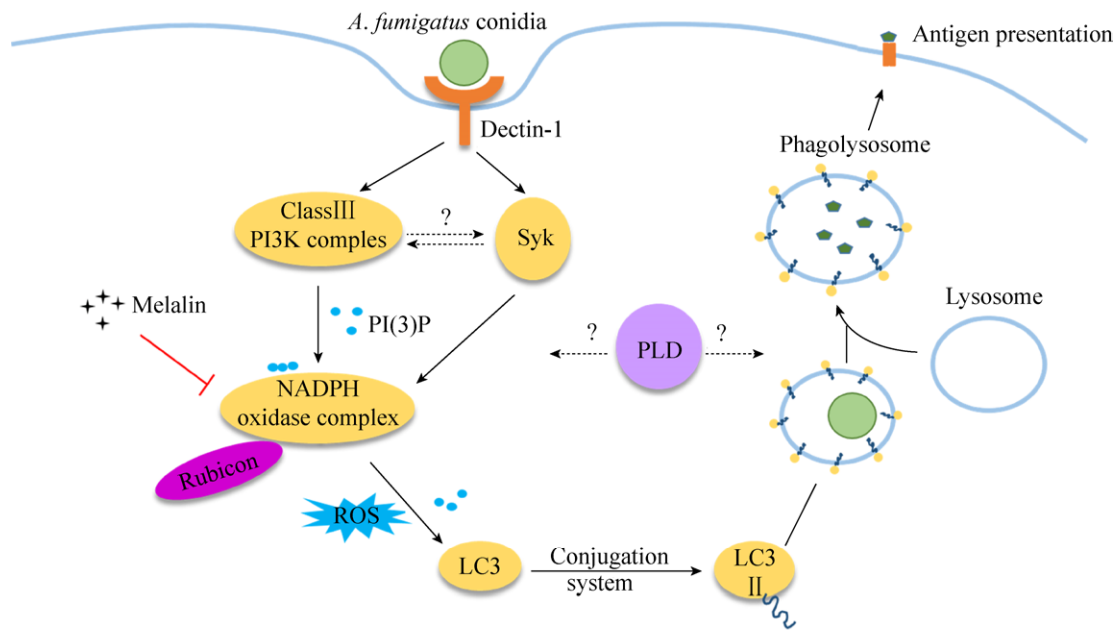 A. fumigatus conidia
Antigen presentation
Dectin-1
Phagolysosome
ClassIII
PI3K comples
?
Syk
Melalin
PI(3)P
?
PLD
?
Lysosome
NADPH
oxidase complex
Rubicon
ROS
LC3
Conjugation
system
LC3
II